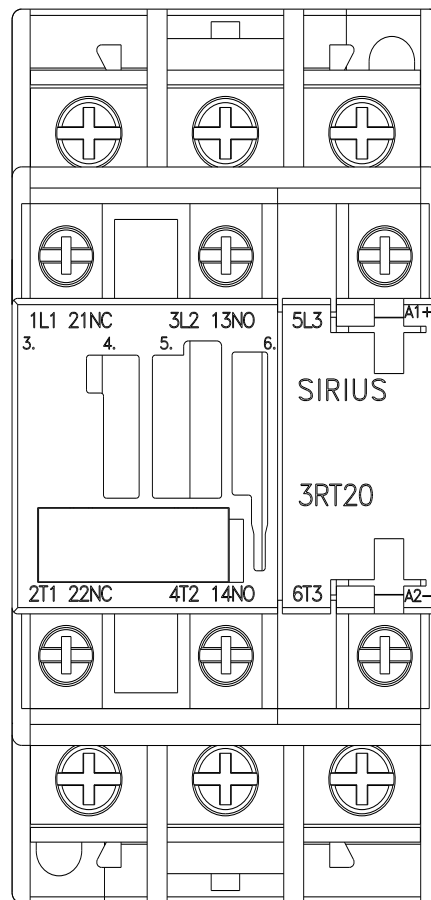 1L1 21NC 3L2 13NO 5L3 A1+
3. 4. 5. 6.
SIRIUS
3RT20
2T1 22NC 4T2 14NO 6T3 A2-